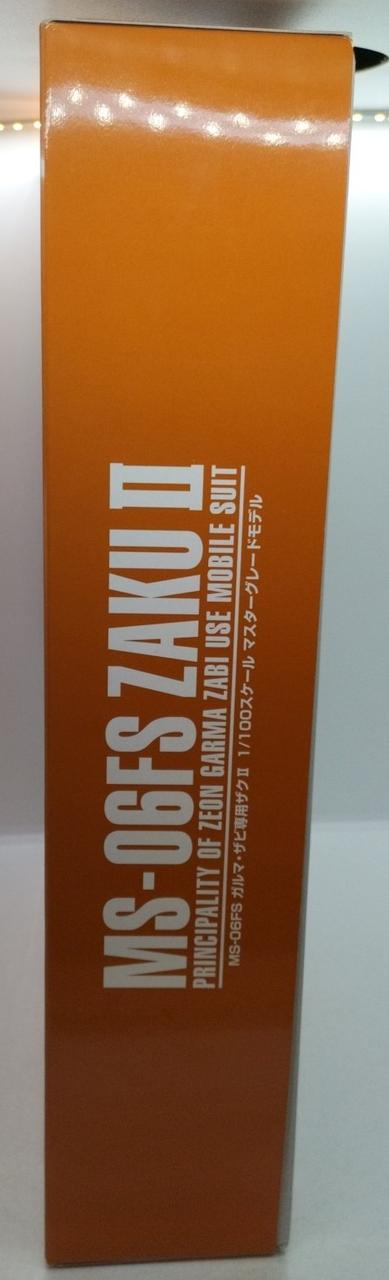 MS-06FS ZAKU II
PRINCIPALITY OF ZEON GARMA ZABI USE MOBILE SUIT
MS-06FS ガルマ・ザビ専用ザクⅡ 1/100スケール マスターグレードモデル